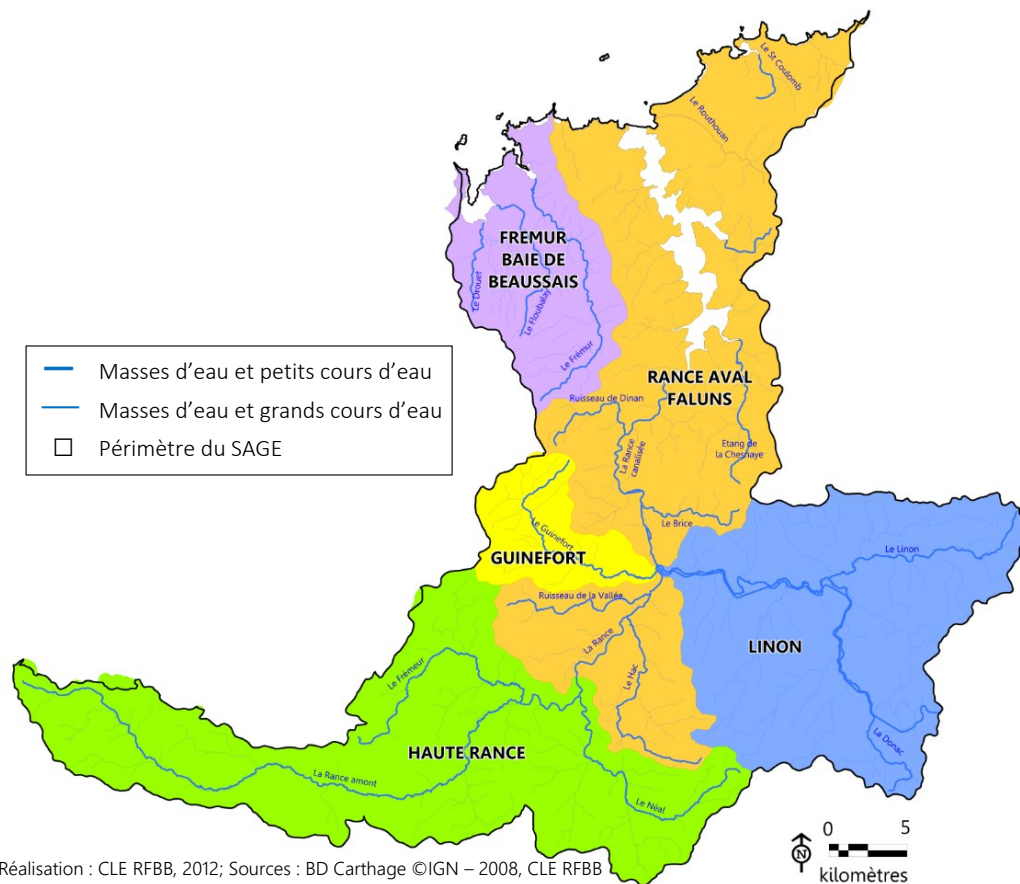 Le St Coulomb
Le Routhouan
FREMUR
BAIE DE
BEAUSSAIS
Le Drouet
Le Floubalay
Le Frémur
RANCE AVAL
FALUNS
Masses d'eau et petits cours d'eau
Masses d'eau et grands cours d'eau
Périmètre du SAGE
Ruisseau de Dinan
La Rance
canalisée
Etang de
la Chesnaye
Le Brice
Le Guinefort
GUINEFORT
Le Linon
Ruisseau de la Vallée
La Rance
Le Hac
LINON
Le Frémeur
HAUTE RANCE
La Donac
La Rance amont
Le Néal
0 5
N
kilomètres
Réalisation : CLE RFBB, 2012; Sources : BD Carthage ©IGN – 2008, CLE RFBB